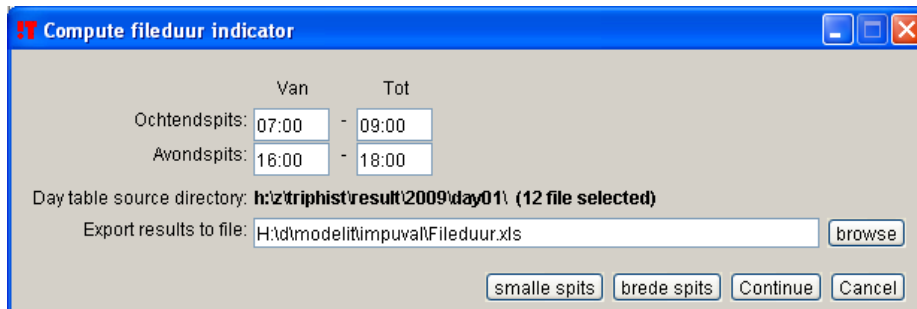 Compute fileduur indicator
Van Tot
Ochtendspits: 07:00 - 09:00
Avondspits: 16:00 - 18:00
Day table source directory: h:\z\triphist\result\2009\day01\ (12 file selected)
Export results to file: H:\d\modelit\impuval\Fileduur.xls browse
smalle spits brede spits Continue Cancel